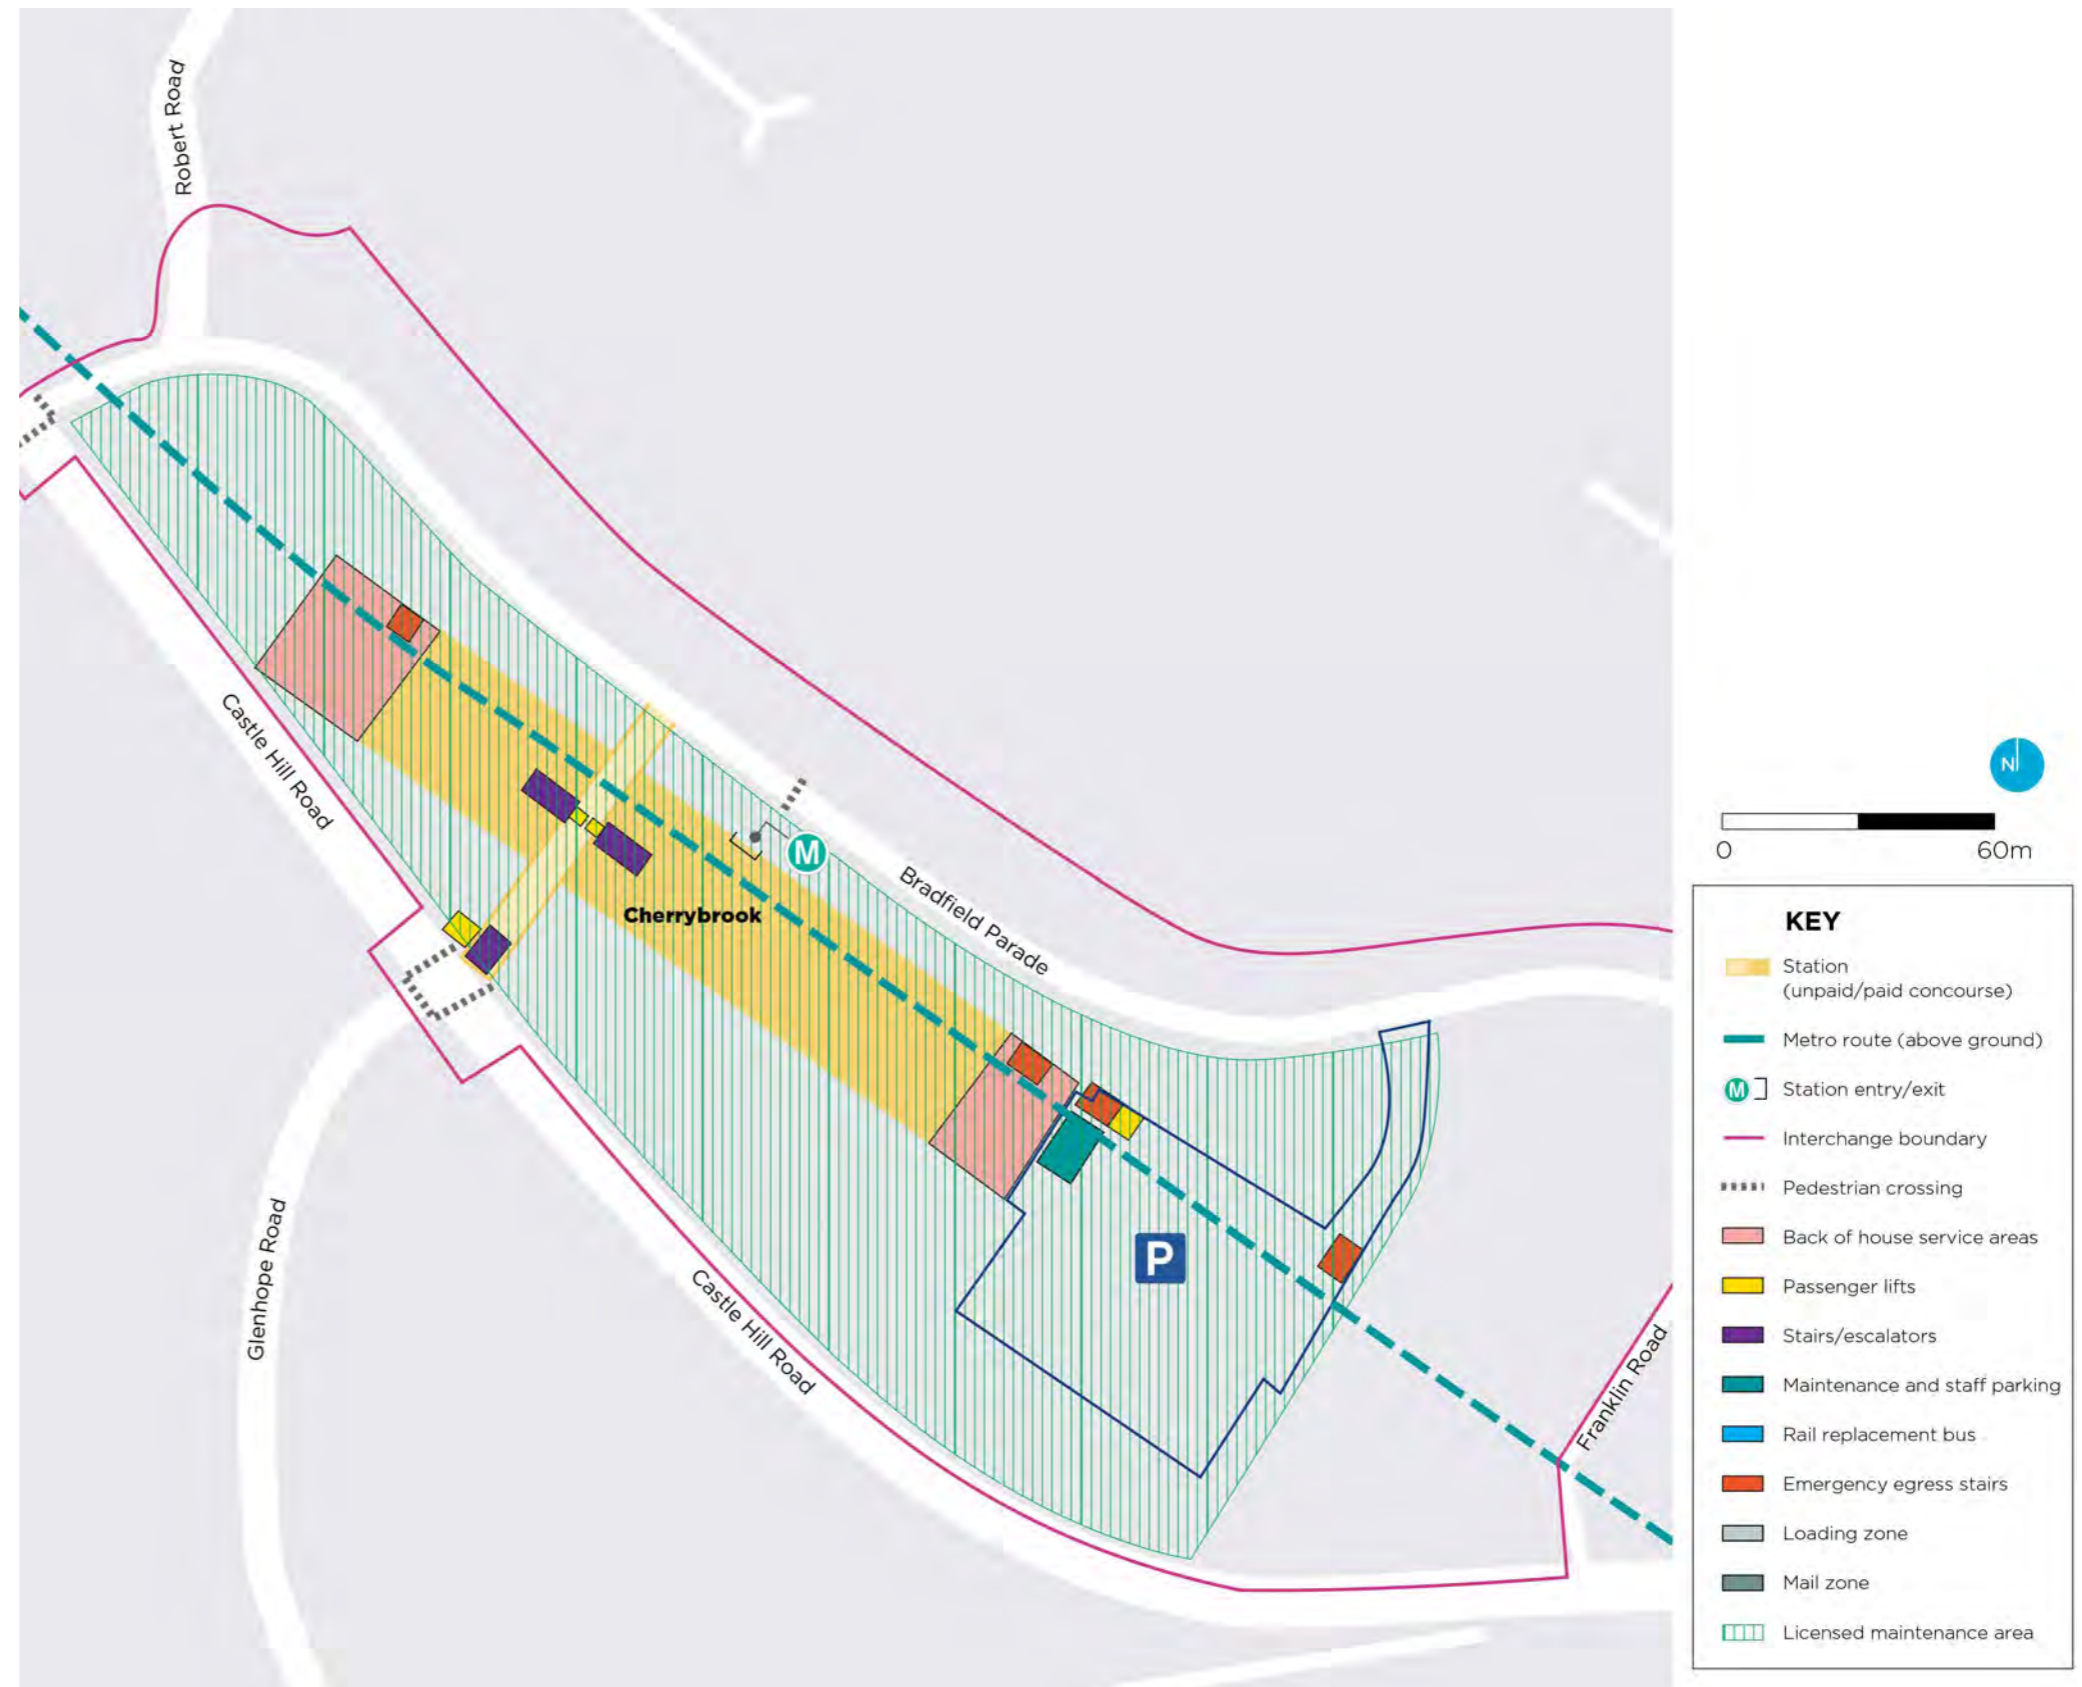 Robert Road
Castle Hill Road
Cherrybrook
M
Bradfield Parade
Glenhope Road
Castle Hill Road
P
Franklin Road
N
0
60m
KEY
Station
(unpaid/paid concourse)
Metro route (above ground)
M
Station entry/exit
Interchange boundary
Pedestrian crossing
Back of house service areas
Passenger lifts
Stairs/escalators
Maintenance and staff parking
Rail replacement bus
Emergency egress stairs
Loading zone
Mail zone
Licensed maintenance area